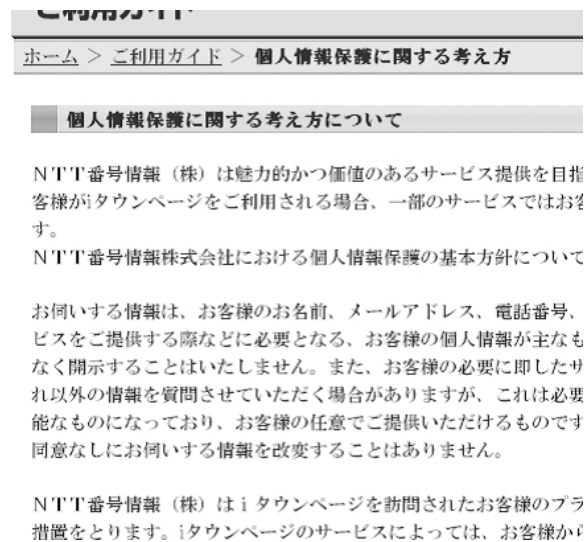 ご利用ガイド
ホーム > ご利用ガイド > 個人情報保護に関する考え方
個人情報保護に関する考え方について
ＮＴＴ番号情報（株）は魅力的かつ価値のあるサービス提供を目指
客様がiタウンページをご利用される場合、一部のサービスではお客
す。
ＮＴＴ番号情報株式会社における個人情報保護の基本方針について
お伺いする情報は、お客様のお名前、メールアドレス、電話番号、
ビスをご提供する際などに必要となる、お客様の個人情報が主なも
なく開示することはいたしません。また、お客様の必要に即したサ
れ以外の情報を質問させていただく場合がありますが、これは必要
能なものになっており、お客様の任意でご提供いただけるものです
同意なしにお伺いする情報を改変することはありません。
ＮＴＴ番号情報（株）はｉタウンページを訪問されたお客様のプラ
措置をとります。iタウンページのサービスによっては、お客様から